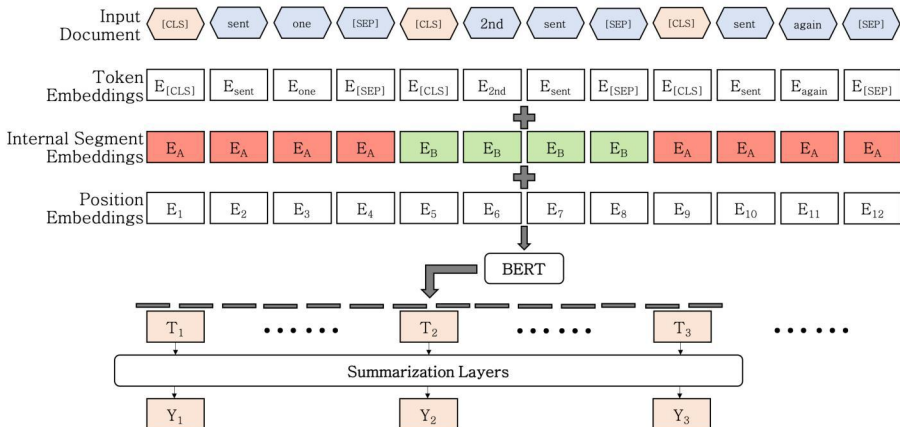 Input
Document
[CLS] sent one [SEP] [CLS] 2nd sent [SEP] [CLS] sent again [SEP]
Token
Embeddings
E[CLS] Esent Eone E[SEP] E[CLS] E2nd Esent E[SEP] E[CLS] Esent Eagain E[SEP]
Internal Segment
Embeddings
EA EA EA EA EB EB EB EB EA EA EA EA
Position
Embeddings
E1 E2 E3 E4 E5 E6 E7 E8 E9 E10 E11 E12
BERT
T1 ...... T2 ...... T3 ......
Summarization Layers
Y1 Y2 Y3